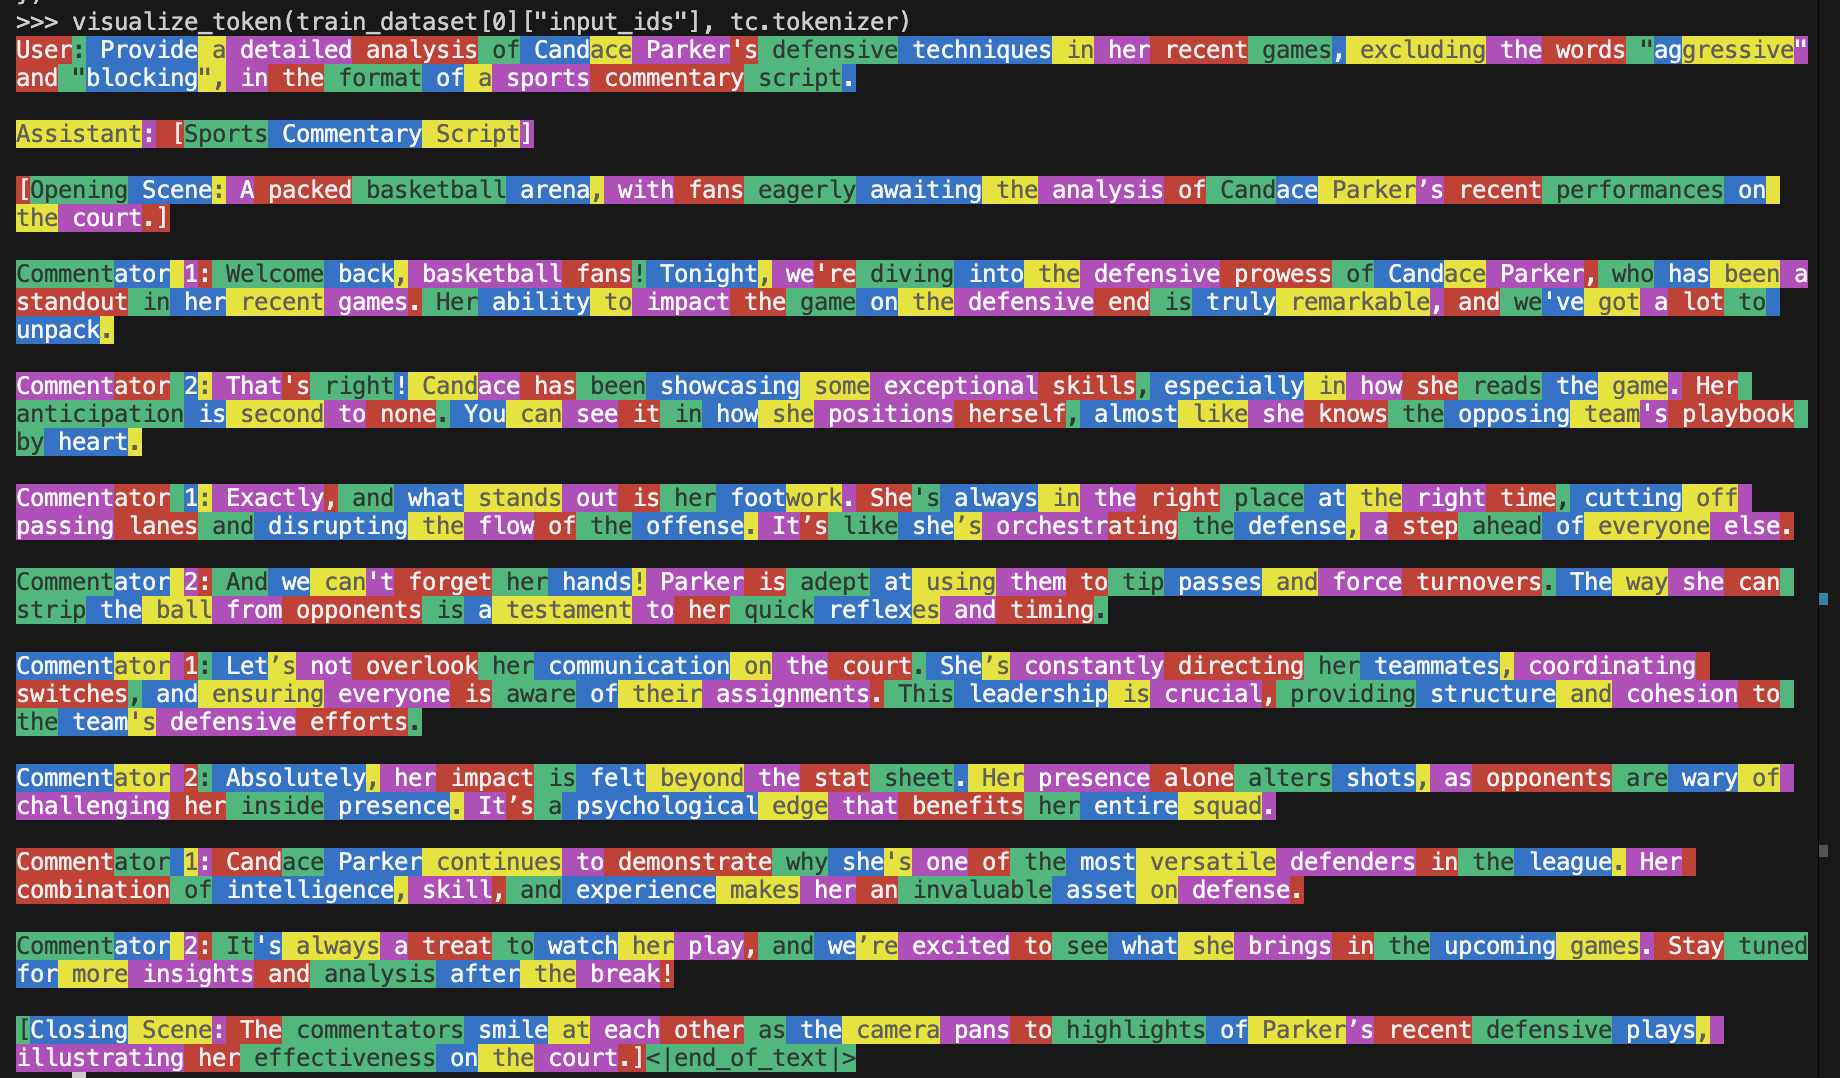 >>> visualize_token(train_dataset[0]["input_ids"], tc.tokenizer)
User: Provide a detailed analysis of Candace Parker's defensive techniques in her recent games, excluding the words "aggressive"
and "blocking", in the format of a sports commentary script.
Assistant: [Sports Commentary Script]
[Opening Scene: A packed basketball arena, with fans eagerly awaiting the analysis of Candace Parker’s recent performances on
the court.]
Commentator 1: Welcome back, basketball fans! Tonight, we're diving into the defensive prowess of Candace Parker, who has been a
standout in her recent games. Her ability to impact the game on the defensive end is truly remarkable, and we've got a lot to
unpack.
Commentator 2: That's right! Candace has been showcasing some exceptional skills, especially in how she reads the game. Her
anticipation is second to none. You can see it in how she positions herself, almost like she knows the opposing team's playbook
by heart.
Commentator 1: Exactly, and what stands out is her footwork. She's always in the right place at the right time, cutting off
passing lanes and disrupting the flow of the offense. It’s like she’s orchestrating the defense, a step ahead of everyone else.
Commentator 2: And we can't forget her hands! Parker is adept at using them to tip passes and force turnovers. The way she can
strip the ball from opponents is a testament to her quick reflexes and timing.
Commentator 1: Let’s not overlook her communication on the court. She’s constantly directing her teammates, coordinating
switches, and ensuring everyone is aware of their assignments. This leadership is crucial, providing structure and cohesion to
the team's defensive efforts.
Commentator 2: Absolutely, her impact is felt beyond the stat sheet. Her presence alone alters shots, as opponents are wary of
challenging her inside presence. It’s a psychological edge that benefits her entire squad.
Commentator 1: Candace Parker continues to demonstrate why she's one of the most versatile defenders in the league. Her
combination of intelligence, skill, and experience makes her an invaluable asset on defense.
Commentator 2: It's always a treat to watch her play, and we’re excited to see what she brings in the upcoming games. Stay tuned
for more insights and analysis after the break!
[Closing Scene: The commentators smile at each other as the camera pans to highlights of Parker’s recent defensive plays,
illustrating her effectiveness on the court.]<|end_of_text|>